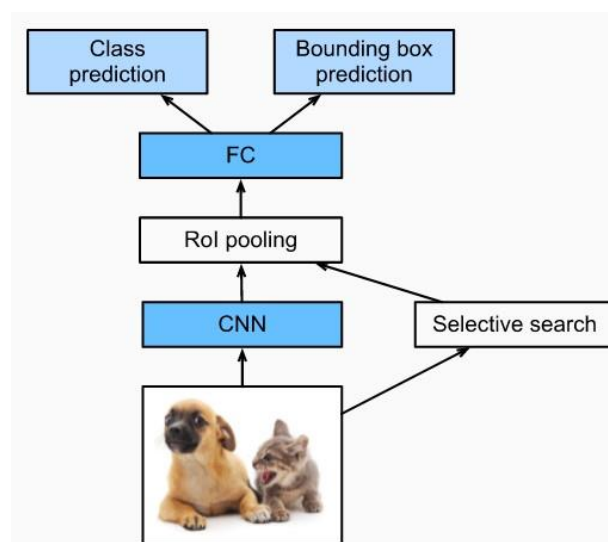 Class
prediction
Bounding box
prediction
FC
RoI pooling
CNN
Selective search